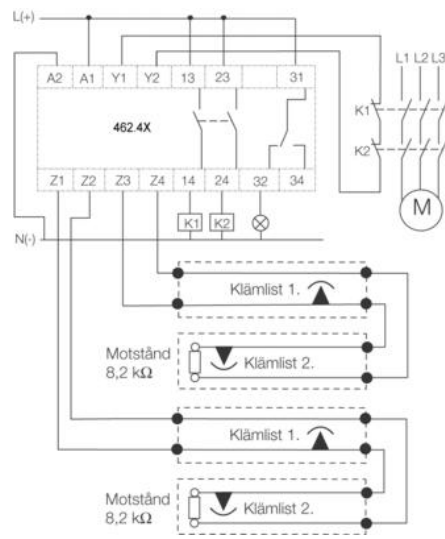 L(+)
A2 A1 Y1 Y2 13 23 31
L1 L2 L3
K1
462.4X
K2
Z1 Z2 Z3 Z4 14 24 32 34
K1 K2
M
N(-)
Klämlist 1.
Motstånd
8,2 kΩ
Klämlist 2.
Klämlist 1.
Motstånd
8,2 kΩ
Klämlist 2.